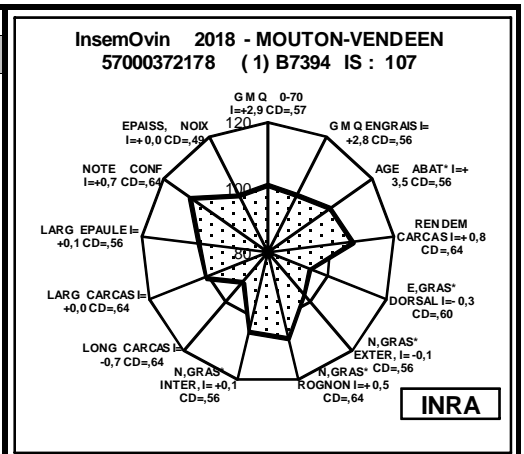 InsemOvin 2018 - MOUTON-VENDEEN
57000372178 ( 1) B7394 IS : 107
G M Q 0-70
I=+2,9 CD=,57
120
100
80
G M Q ENGRAIS I=
+2,8 CD=,56
AGE ABAT* I=+
3,5 CD=,56
RENDEM
CARCAS I=+ 0,8
CD=,64
E,GRAS*
DORSAL I=- 0,3
CD=,60
N,GRAS*
EXTER, I= -0,1
CD=,56
N,GRAS*
ROGNON I=+ 0,5
CD=,64
N,GRAS*
INTER, I= +0,1
CD=,56
LONG CARCAS I=
-0,7 CD=,64
LARG CARCAS I=
+0,0 CD=,64
LARG EPAULE I=
+0,1 CD=,56
NOTE CONF
I=+0,7 CD=,64
EPAISS, NOIX
I=+ 0,0 CD=,49
INRA